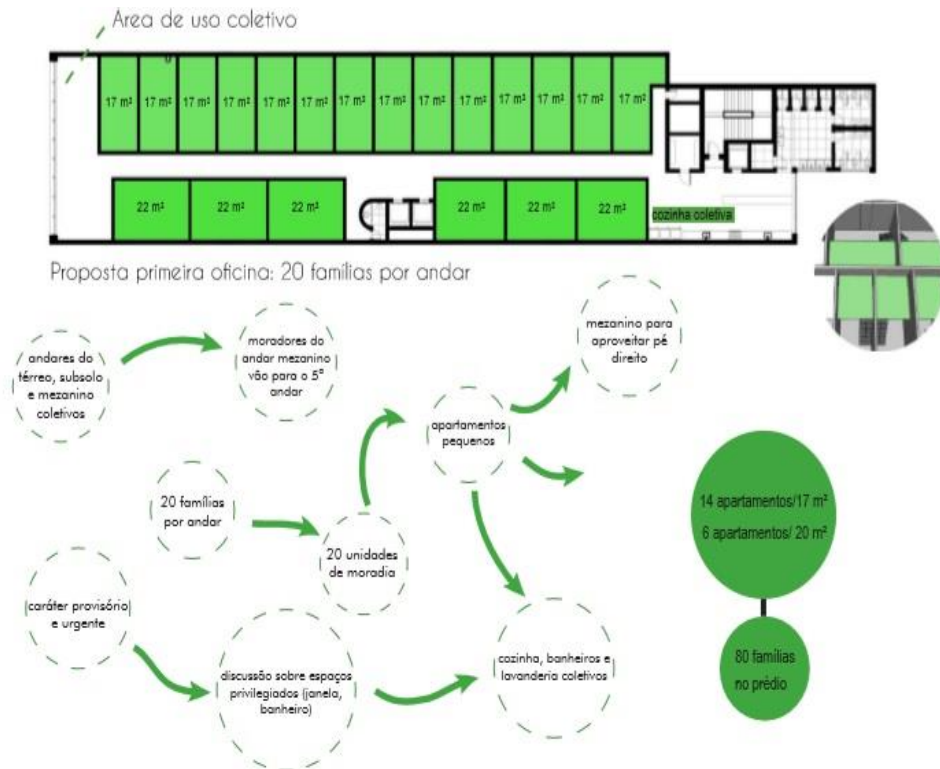 Area de uso coletivo
17 m² 17 m² 17 m² 17 m² 17 m² 17 m² 17 m² 17 m² 17 m² 17 m² 17 m² 17 m² 17 m² 17 m²
22 m² 22 m² 22 m² 22 m² 22 m² 22 m²
cozinha coletiva
Proposta primeira oficina: 20 famílias por andar
andares do
térreo, subsolo
e mezanino
coletivos
moradores do
andar mezanino
vão para o 5º
andar
mezanino para
aproveitar pé
direito
apartamentos
pequenos
20 famílias
por andar
20 unidades
de moradia
14 apartamentos/17 m²
6 apartamentos/ 20 m²
caráter provisório
e urgente
discussão sobre espaços
privilegiados (janela,
banheiro)
cozinha, banheiros e
lavanderia coletivos
80 famílias
no prédio